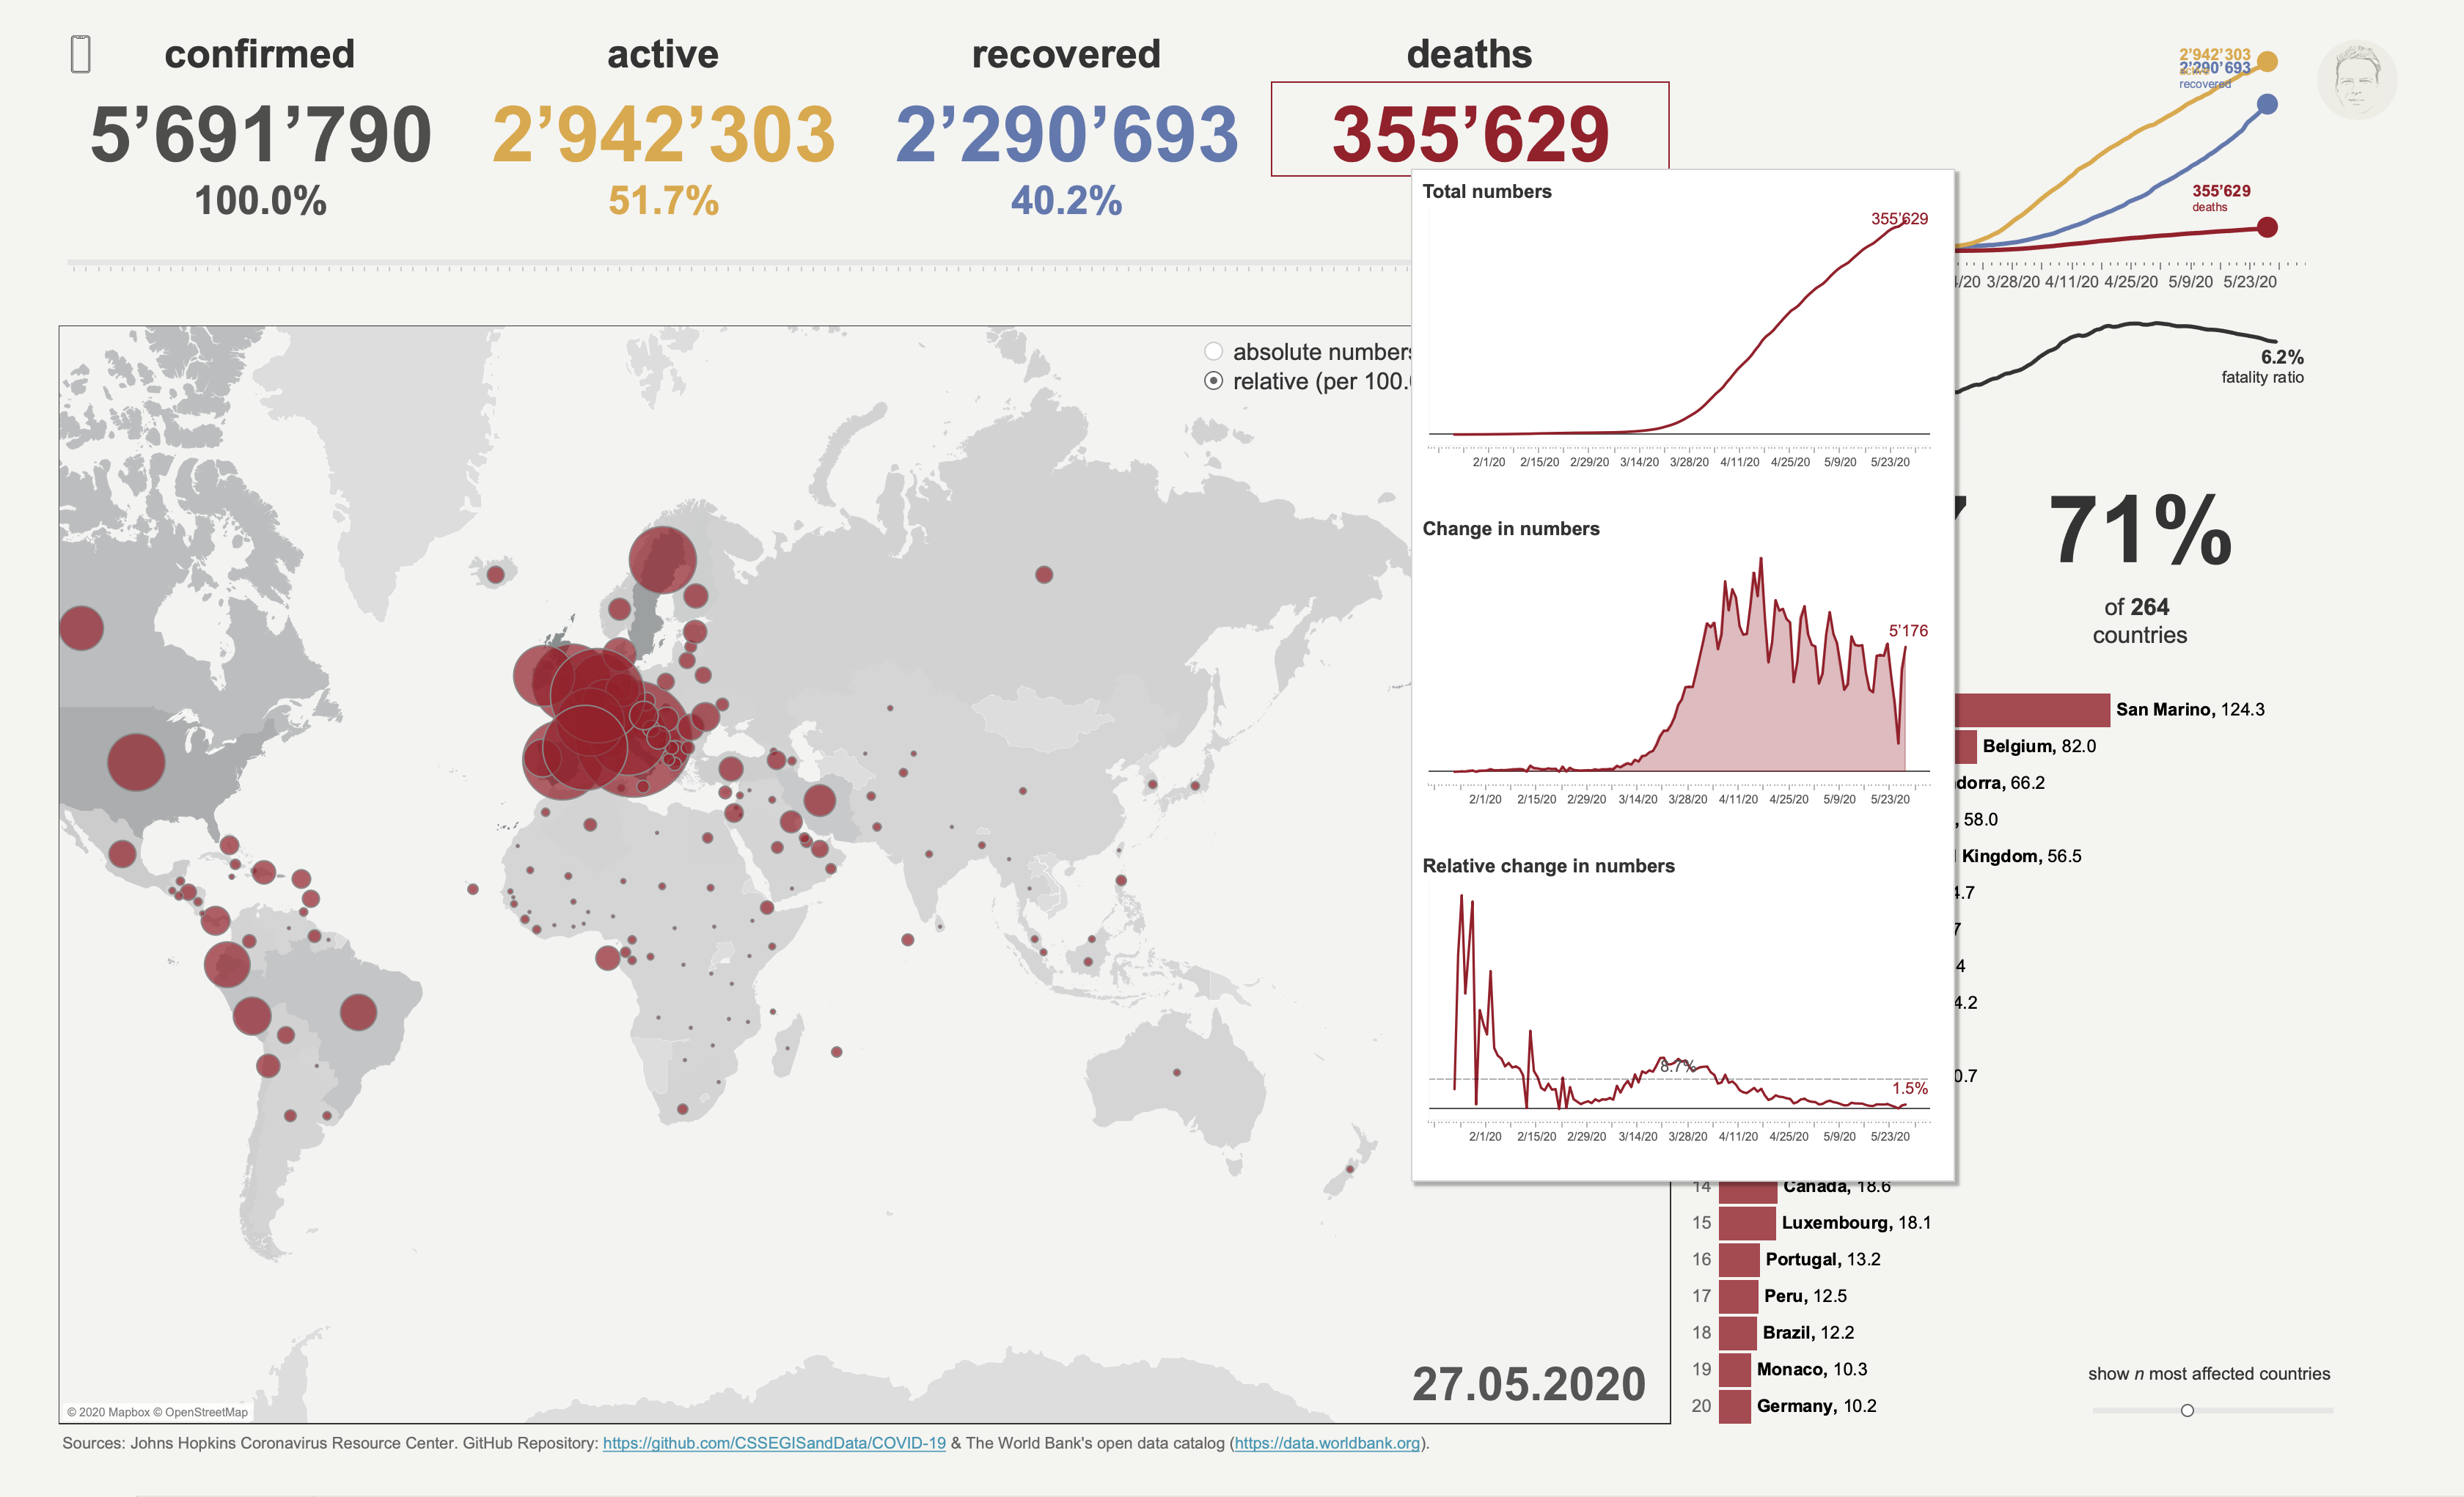 confirmed
5’691’790
100.0%
active
2’942’303
51.7%
recovered
2’290’693
40.2%
deaths
355’629
2’942’303
2’290’693
recovered
355’629
deaths
3/28/20 4/11/20 4/25/20 5/9/20 5/23/20
6.2%
fatality ratio
absolute numbers
relative (per 100.
Total numbers
355’629
2/1/20 2/15/20 2/29/20 3/14/20 3/28/20 4/11/20 4/25/20 5/9/20 5/23/20
Change in numbers
5’176
2/1/20 2/15/20 2/29/20 3/14/20 3/28/20 4/11/20 4/25/20 5/9/20 5/23/20
Relative change in numbers
8.7%
1.5%
2/1/20 2/15/20 2/29/20 3/14/20 3/28/20 4/11/20 4/25/20 5/9/20 5/23/20
71%
of 264
countries
San Marino, 124.3
Belgium, 82.0
dorra, 66.2
, 58.0
Kingdom, 56.5
4.7
7
4
4.2
0.7
14 Canada, 18.6
15 Luxembourg, 18.1
16 Portugal, 13.2
17 Peru, 12.5
18 Brazil, 12.2
19 Monaco, 10.3
20 Germany, 10.2
show n most affected countries
27.05.2020
© 2020 Mapbox © OpenStreetMap
Sources: Johns Hopkins Coronavirus Resource Center. GitHub Repository: https://github.com/CSSEGISandData/COVID-19 & The World Bank's open data catalog (https://data.worldbank.org).